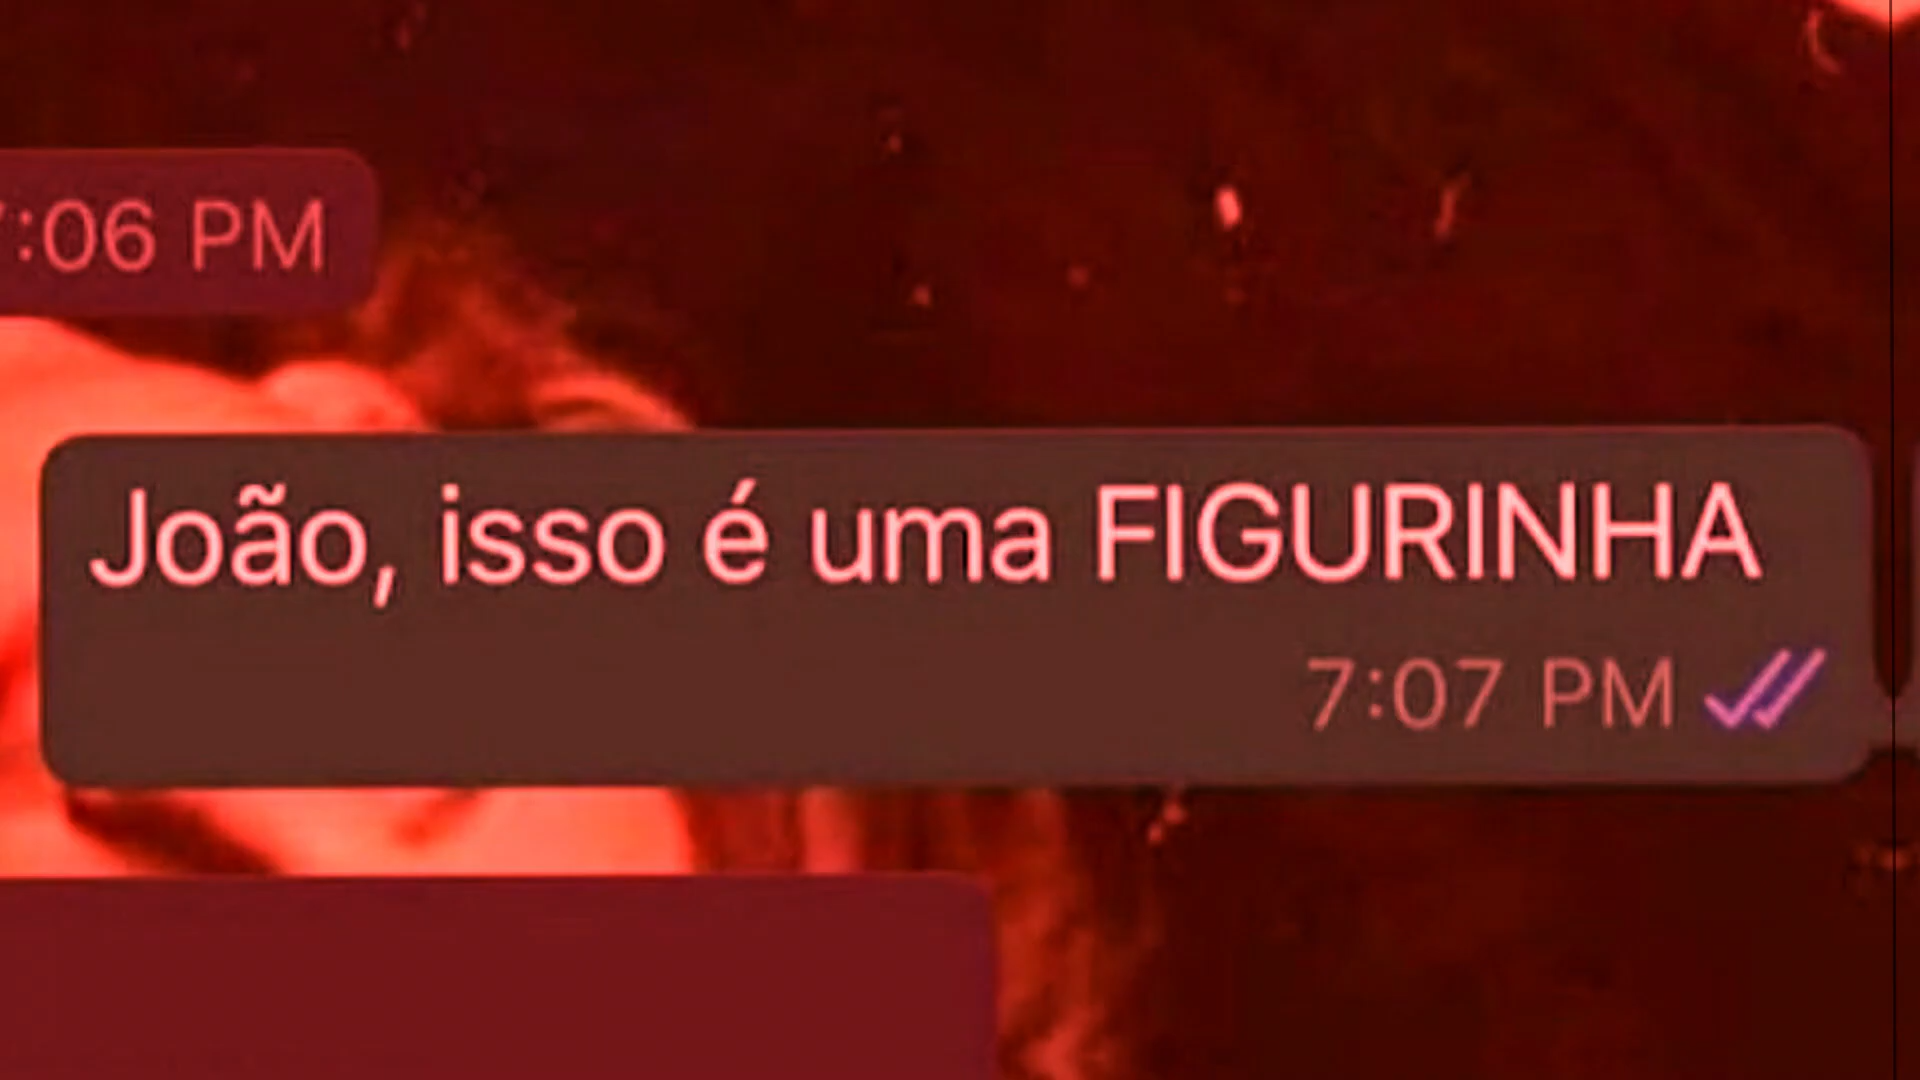 :06 PM
João, isso é uma FIGURINHA
7:07 PM